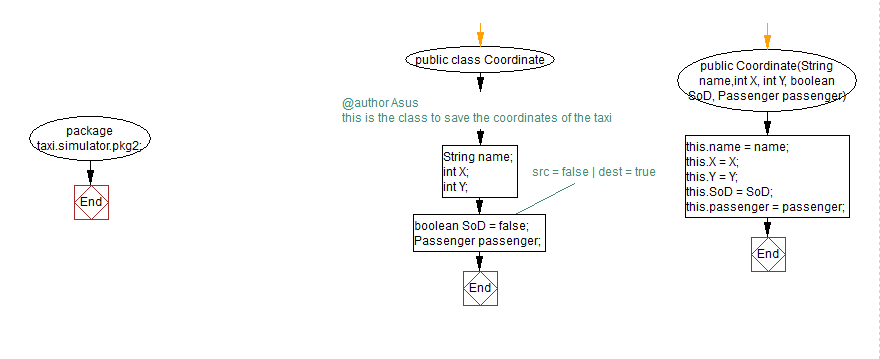 package
taxi.simulator.pkg2;
End
public class Coordinate
@author Asus
this is the class to save the coordinates of the taxi
String name;
int X;
int Y;
src = false | dest = true
boolean SoD = false;
Passenger passenger;
End
public Coordinate(String
name,int X, int Y, boolean
SoD, Passenger passenger)
this.name = name;
this.X = X;
this.Y = Y;
this.SoD = SoD;
this.passenger = passenger;
End